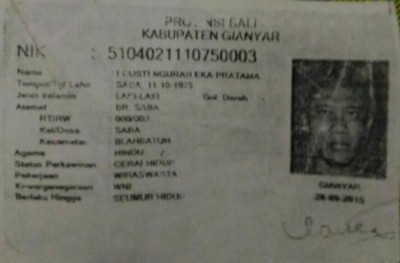 PROVINSI BALI
KABUPATEN GIANYAR
NIK : 5104021110750003
Nama : I GUSTI NGURAH EKA PRATAMA
Tempat/Tgl Lahir : SABA, 11-10-1975
Jenis Kelamin : LAKI-LAKI Gol. Darah
Alamat : BR. SABA
RT/RW : 000/000
Kel/Desa : SABA
Kecamatan : BLAHBATUH
Agama : HINDU
Status Perkawinan : CERAI HIDUP
Pekerjaan : WIRASWASTA
Kewarganegaraan : WNI
Berlaku Hingga : SEUMUR HIDUP
GIANYAR
28-09-2015